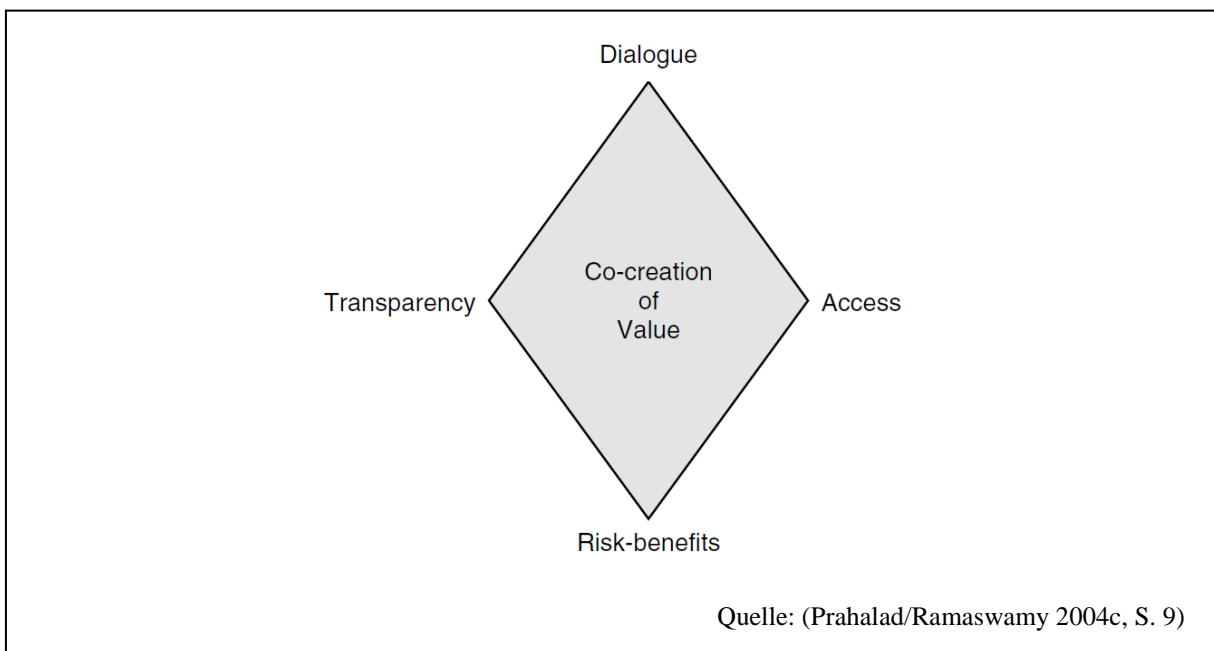 Dialogue
Co-creation
of
Value
Transparency
Access
Risk-benefits
Quelle: (Prahalad/Ramaswamy 2004c, S. 9)